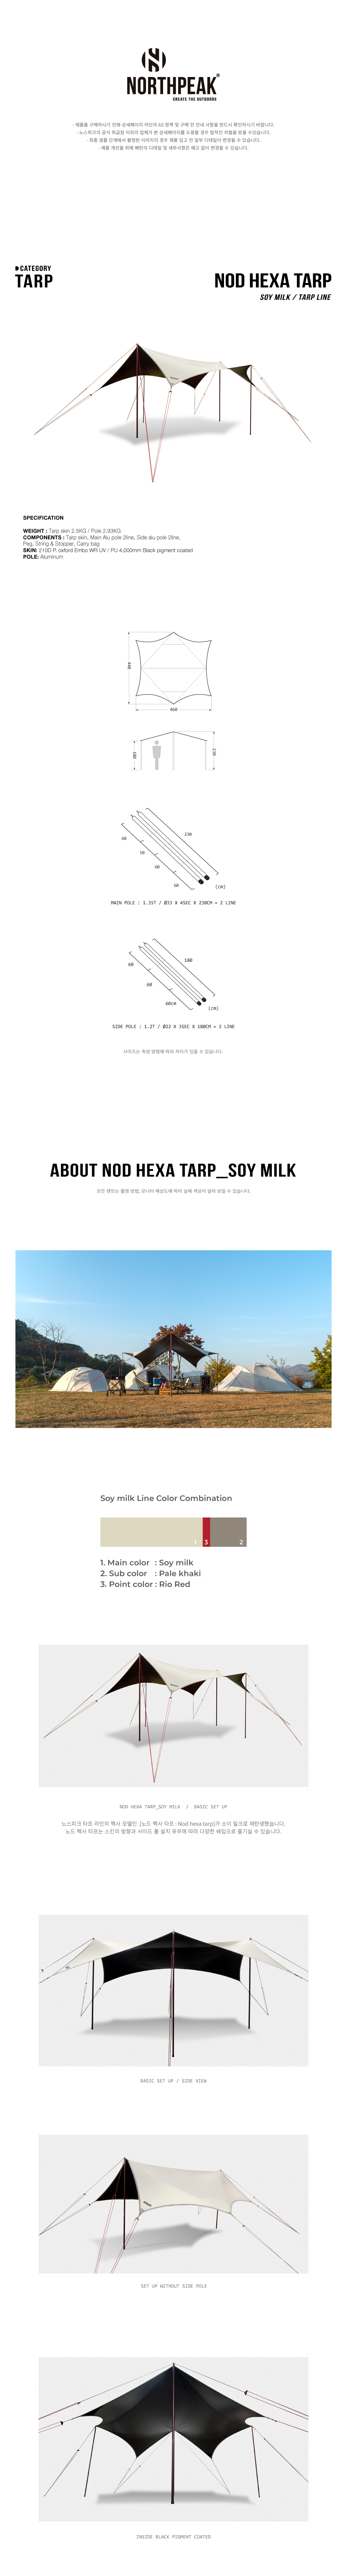 NORTHPEAK®
CREATE THE OUTDOORS
- 제품을 구매하시기 전에 상세페이지 하단의 AS 정책 및 구매 전 안내 사항을 반드시 확인하시기 바랍니다.
- 노스피크의 공식 취급점 이외의 업체가 본 상세페이지를 도용할 경우 법적인 처벌을 받을 수있습니다.
- 최종 샘플 단계에서 촬영된 이미지의 경우 제품 입고 전 일부 디테일이 변경될 수 있습니다.
- 제품 개선을 위해 패턴의 디테일 및 세부사항은 예고 없이 변경될 수 있습니다.
CATEGORY
TARP
NOD HEXA TARP
SOY MILK / TARP LINE
SPECIFICATION
WEIGHT : Tarp skin 2.5KG / Pole 2.93KG
COMPONENTS : Tarp skin, Main Alu pole 2line, Side alu pole 2line,
Peg, String & Stopper, Carry bag
SKIN: 210D P. oxford Embo WR UV / PU 4,000mm Black pigment coated
POLE: Aluminum
440
460
180
230
230
60
50
60
60
(cm)
MAIN POLE : 1.35T / Ø33 X 4SEC X 230CM = 2 LINE
180
60
60
60cm
(cm)
SIDE POLE : 1.2T / Ø22 X 3SEC X 180CM = 2 LINE
사이즈는 측정 방법에 따라 차이가 있을 수 있습니다.
ABOUT NOD HEXA TARP_SOY MILK
모든 텐트는 촬영 방법, 모니터 해상도에 따라 실제 색상이 달라 보일 수 있습니다.
Soy milk Line Color Combination
1 3 2
1. Main color : Soy milk
2. Sub color : Pale khaki
3. Point color : Rio Red
NOD HEXA TARP_SOY MILK / BASIC SET UP
노스피크 타프 라인의 헥사 모델인 [노드 헥사 타프 : Nod hexa tarp]가 소이 밀크로 재탄생했습니다.
노드 헥사 타프는 스킨의 방향과 사이드 폴 설치 유무에 따라 다양한 쉐입으로 즐기실 수 있습니다.
BASIC SET UP / SIDE VIEW
SET UP WITHOUT SIDE POLE
INSIDE BLACK PIGMENT COATED